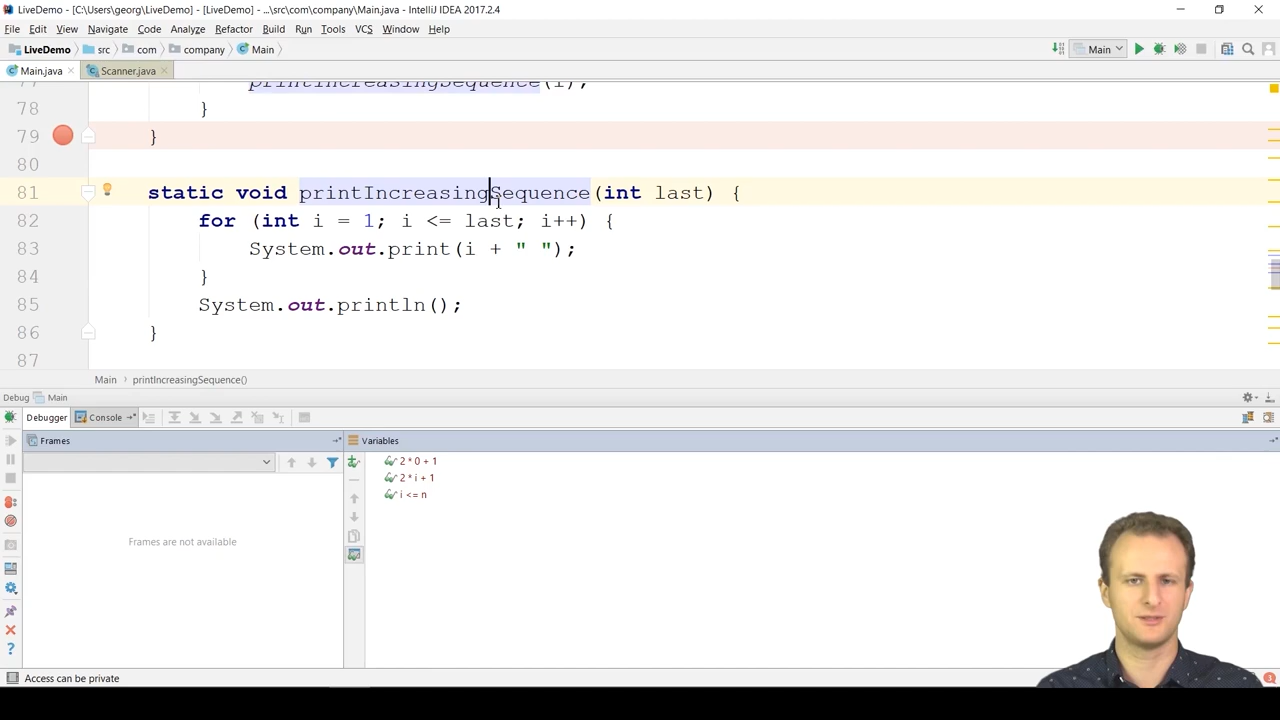 LiveDemo - [C:\Users\georg\LiveDemo] - [LiveDemo] - ...\src\com\company\Main.java - IntelliJ IDEA 2017.2.4
File Edit View Navigate Code Analyze Refactor Build Run Tools VCS Window Help
LiveDemo src com company Main Main
Main.java Scanner.java
77 printIncreasingSequence(i);
78 }
79 }
80
81 static void printIncreasingSequence(int last) {
82 for (int i = 1; i <= last; i++) {
83 System.out.print(i + " ");
84 }
85 System.out.println();
86 }
87
Main printIncreasingSequence()
Debug Main
Debugger Console
Frames Variables
2 * 0 + 1
2 * i + 1
i <= n
Frames are not available
Access can be private 3